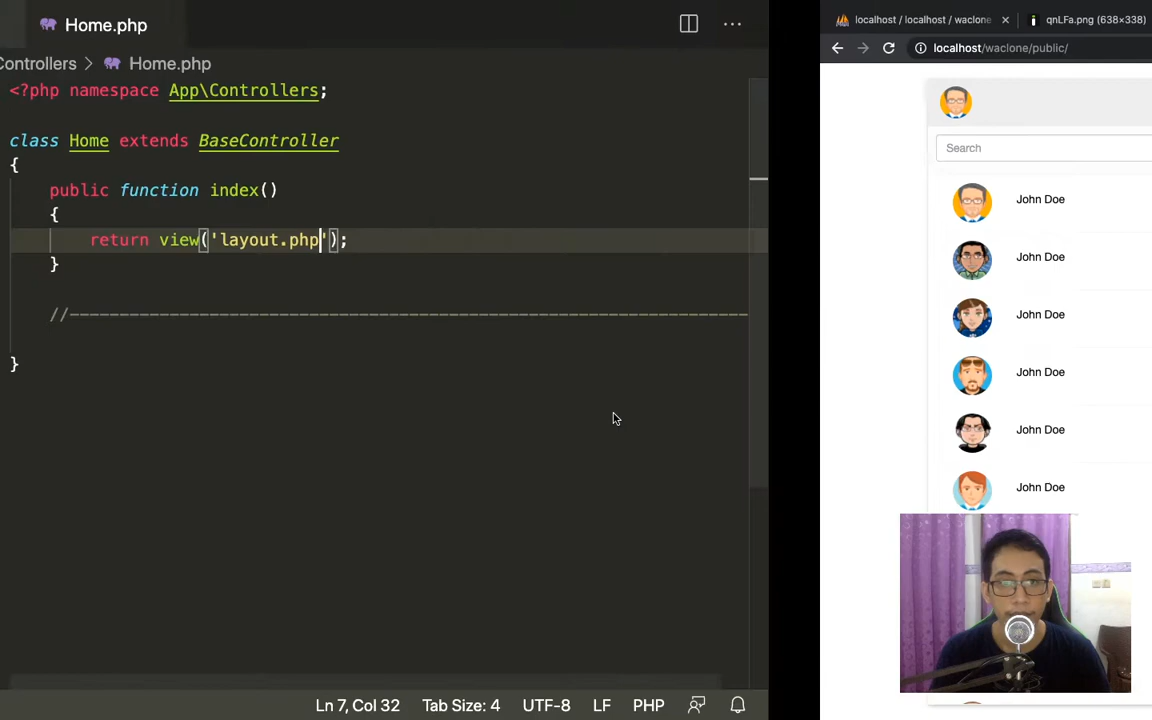 Home.php
...
Controllers > Home.php
<?php namespace App\Controllers;
class Home extends BaseController
{
public function index()
{
return view('layout.php');
}
//--------------------------------------------------------------------
}
Ln 7, Col 32 Tab Size: 4 UTF-8 LF PHP
localhost / localhost / waclone
qnLFa.png (638×338)
localhost/waclone/public/
Search
John Doe
John Doe
John Doe
John Doe
John Doe
John Doe